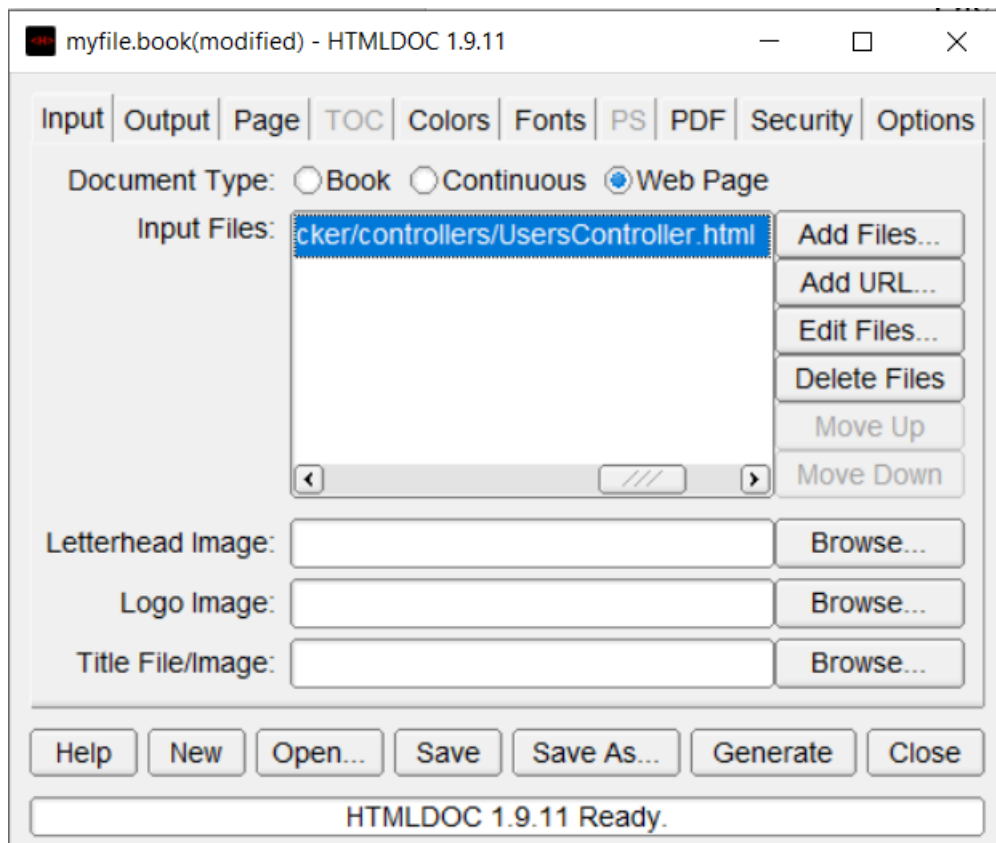 myfile.book(modified) - HTMLDOC 1.9.11
Input Output Page TOC Colors Fonts PS PDF Security Options
Document Type: Book Continuous Web Page
Input Files: cker/controllers/UsersController.html Add Files...
Add URL...
Edit Files...
Delete Files
Move Up
Move Down
Letterhead Image: Browse...
Logo Image: Browse...
Title File/Image: Browse...
Help New Open... Save Save As... Generate Close
HTMLDOC 1.9.11 Ready.